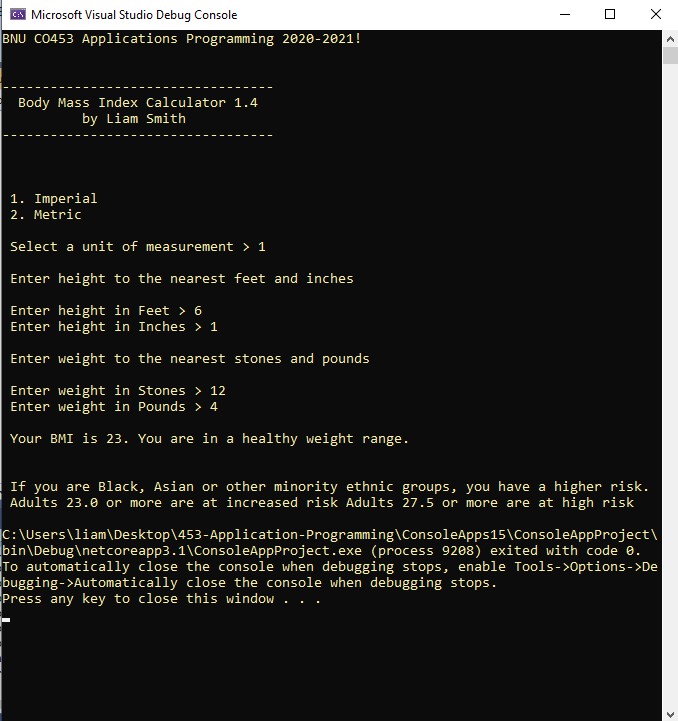 Microsoft Visual Studio Debug Console
BNU CO453 Applications Programming 2020-2021!
----------------------------------
Body Mass Index Calculator 1.4
by Liam Smith
----------------------------------
1. Imperial
2. Metric
Select a unit of measurement > 1
Enter height to the nearest feet and inches
Enter height in Feet > 6
Enter height in Inches > 1
Enter weight to the nearest stones and pounds
Enter weight in Stones > 12
Enter weight in Pounds > 4
Your BMI is 23. You are in a healthy weight range.
If you are Black, Asian or other minority ethnic groups, you have a higher risk.
Adults 23.0 or more are at increased risk Adults 27.5 or more are at high risk
C:\Users\liam\Desktop\453-Application-Programming\ConsoleApps15\ConsoleAppProject\
bin\Debug\netcoreapp3.1\ConsoleAppProject.exe (process 9208) exited with code 0.
To automatically close the console when debugging stops, enable Tools->Options->De
bugging->Automatically close the console when debugging stops.
Press any key to close this window . . .